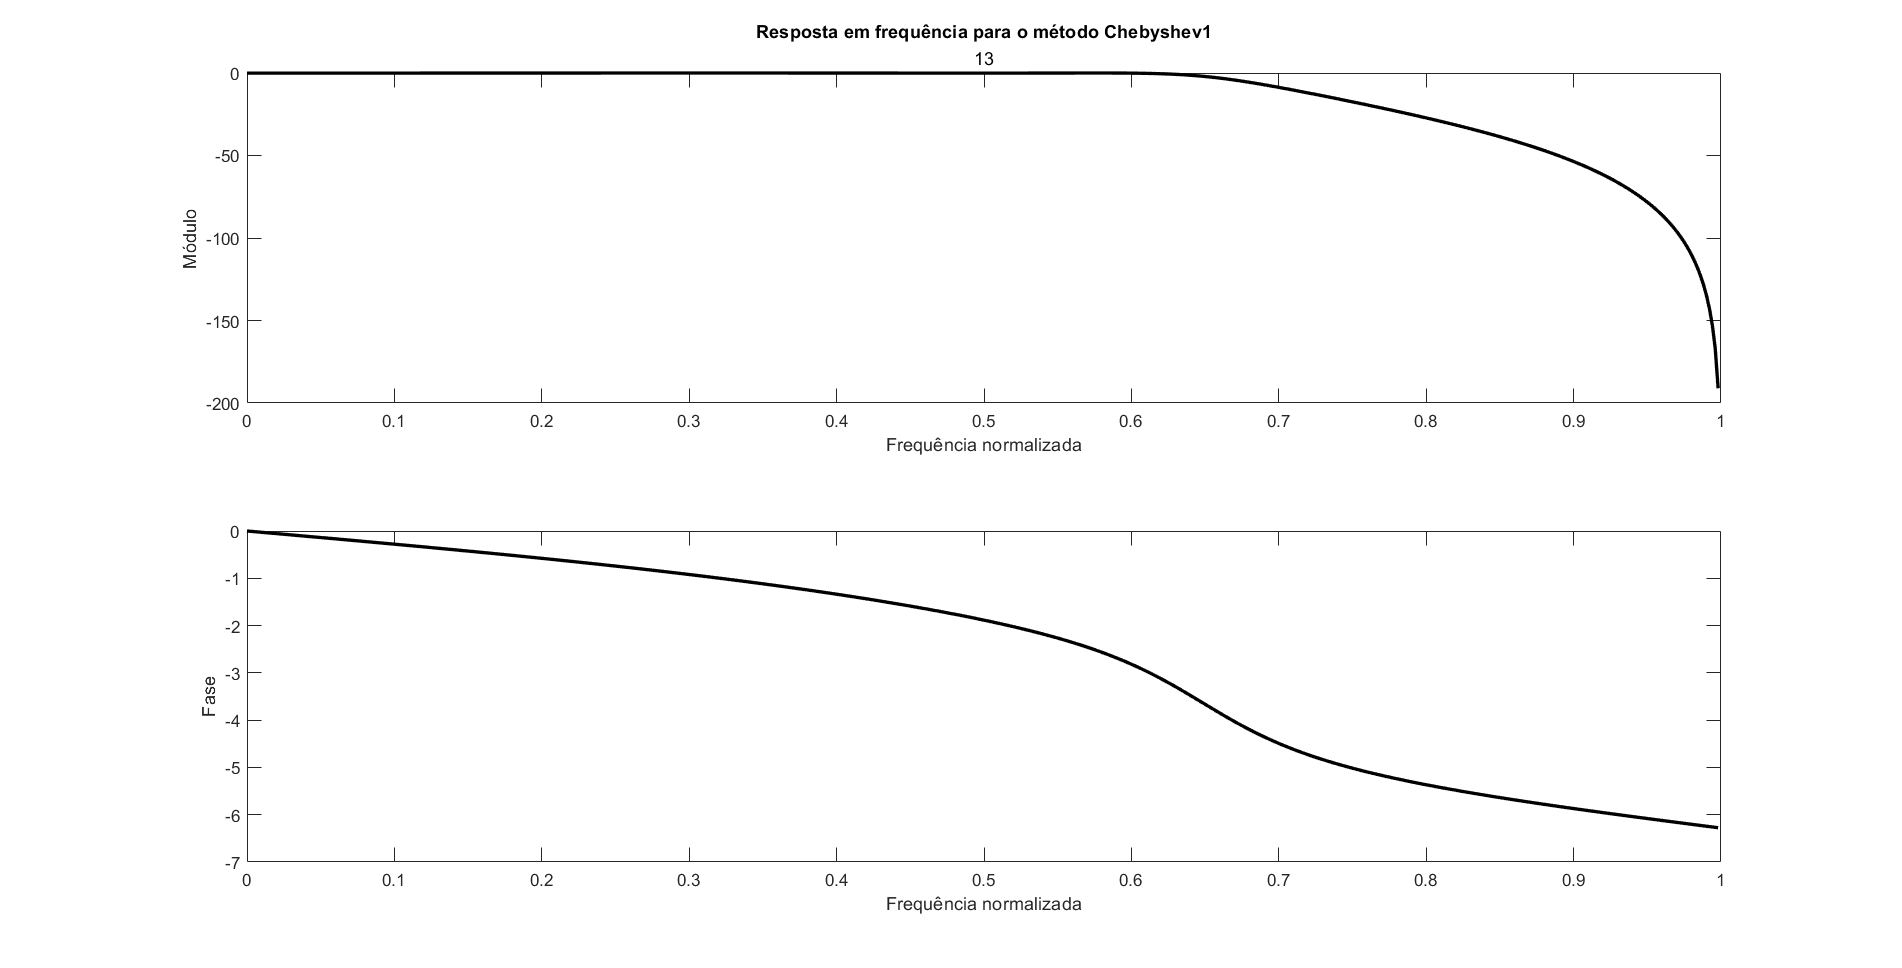 Resposta em frequência para o método Chebyshev1
13
0
-50
-100
-150
-200
Módulo
0 0.1 0.2 0.3 0.4 0.5 0.6 0.7 0.8 0.9 1
Frequência normalizada
0
-1
-2
-3
-4
-5
-6
-7
Fase
0 0.1 0.2 0.3 0.4 0.5 0.6 0.7 0.8 0.9 1
Frequência normalizada